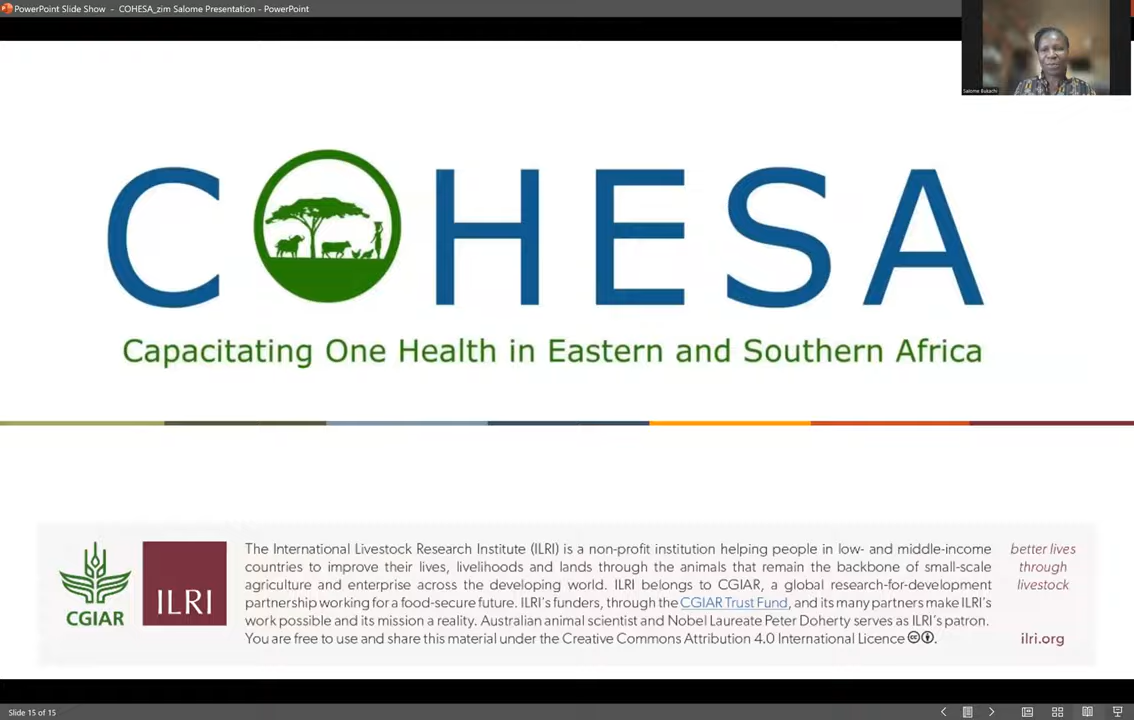 PowerPoint Slide Show - COHESA_zim Salome Presentation - PowerPoint
Salome Bukachi
COHESA
Capacitating One Health in Eastern and Southern Africa
CGIAR
ILRI
The International Livestock Research Institute (ILRI) is a non-profit institution helping people in low- and middle-income
countries to improve their lives, livelihoods and lands through the animals that remain the backbone of small-scale
agriculture and enterprise across the developing world. ILRI belongs to CGIAR, a global research-for-development
partnership working for a food-secure future. ILRI's funders, through the CGIAR Trust Fund, and its many partners make ILRI's
work possible and its mission a reality. Australian animal scientist and Nobel Laureate Peter Doherty serves as ILRI's patron.
You are free to use and share this material under the Creative Commons Attribution 4.0 International Licence cc.
better lives
through
livestock
ilri.org
Slide 15 of 15